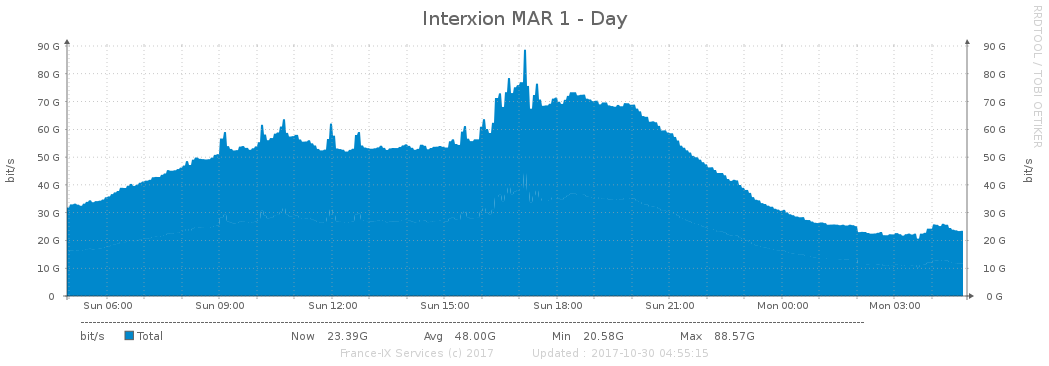 Interxion MAR 1 - Day
RRDTOOL / TOBI OETIKER
bit/s
90 G 90 G
80 G 80 G
70 G 70 G
60 G 60 G
50 G 50 G
40 G 40 G
30 G 30 G
20 G 20 G
10 G 10 G
0 0 G
bit/s
Sun 06:00 Sun 09:00 Sun 12:00 Sun 15:00 Sun 18:00 Sun 21:00 Mon 00:00 Mon 03:00
bit/s Total Now 23.39G Avg 48.00G Min 20.58G Max 88.57G
France-IX Services (c) 2017 Updated : 2017-10-30 04:55:15